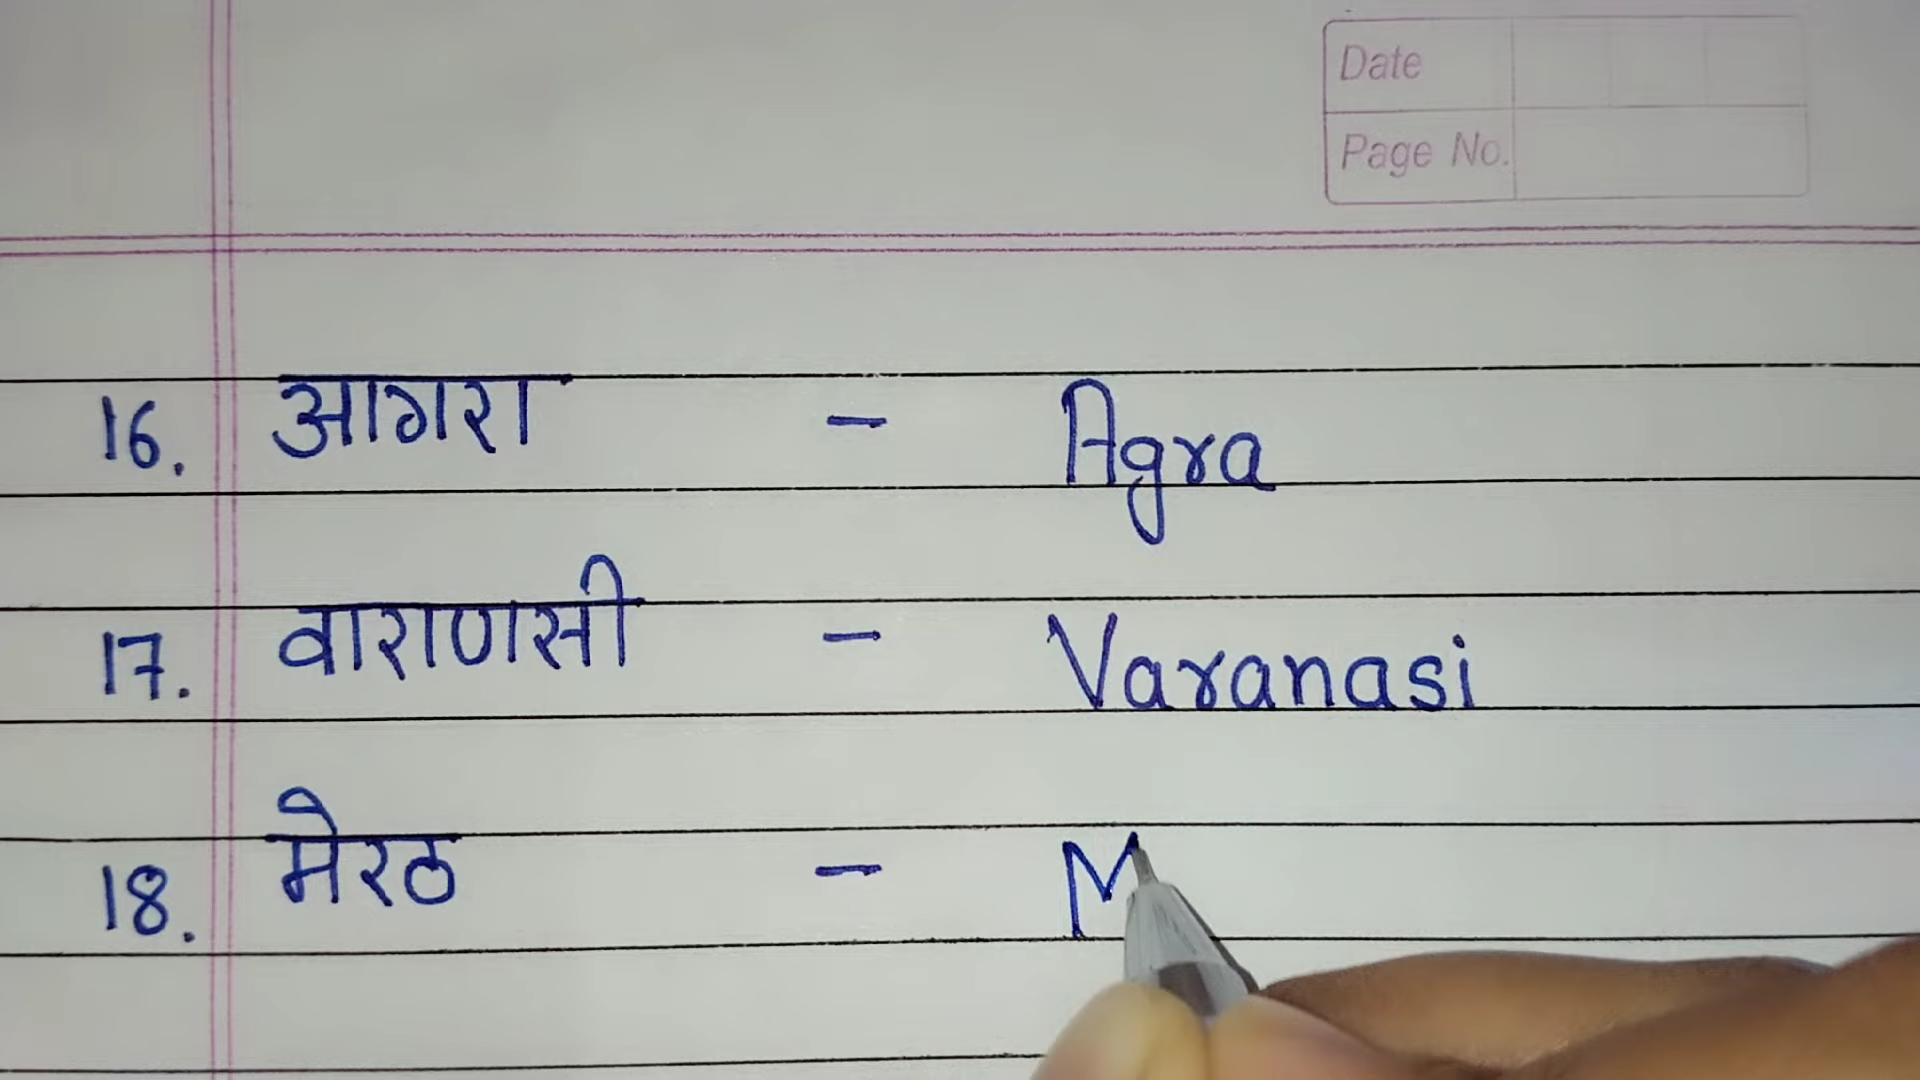 Date
Page No.
16. आगरा - Agra
17. वाराणसी - Varanasi
18. मेरठ - M